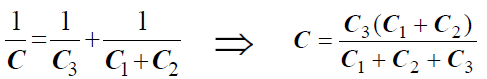 1/C = 1/C₃ + 1/(C₁+C₂) ⇒ C = C₃(C₁+C₂)/(C₁+C₂+C₃)